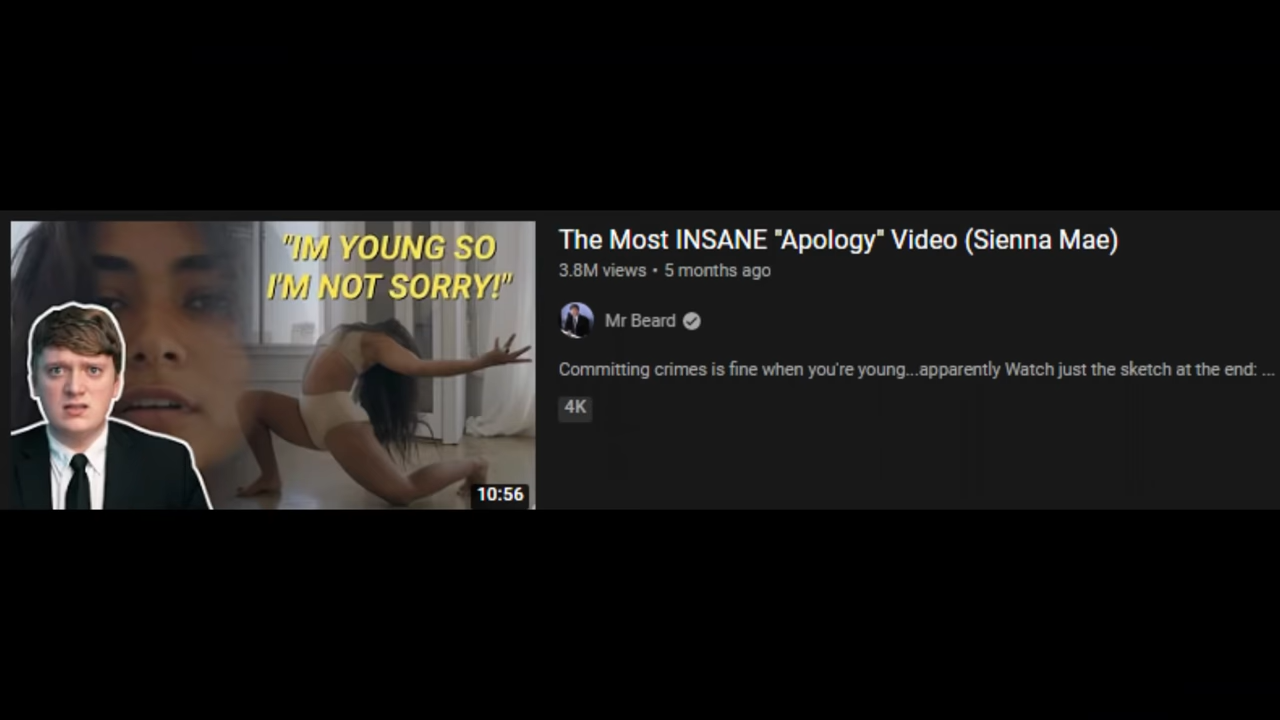 "IM YOUNG SO
I'M NOT SORRY!"
10:56
The Most INSANE "Apology" Video (Sienna Mae)
3.8M views • 5 months ago
Mr Beard
Committing crimes is fine when you're young...apparently Watch just the sketch at the end: ...
4K